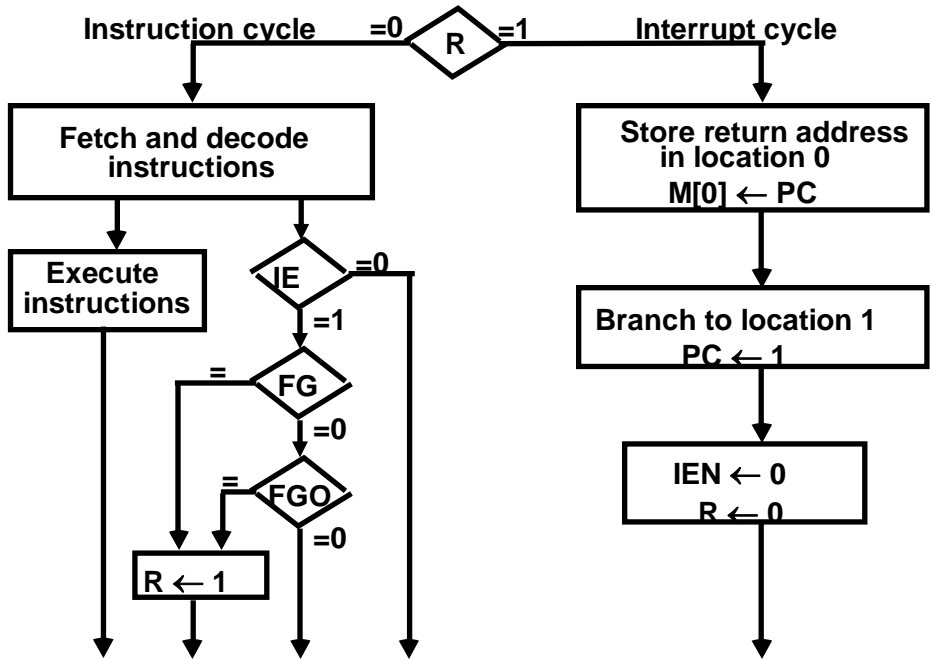 Instruction cycle
=0
R
=1
Interrupt cycle
Fetch and decode
instructions
Store return address
in location 0
M[0] ← PC
Execute
instructions
IE
=0
=1
Branch to location 1
PC ← 1
=
FG
=0
=
FGO
=0
IEN ← 0
R ← 0
R ← 1